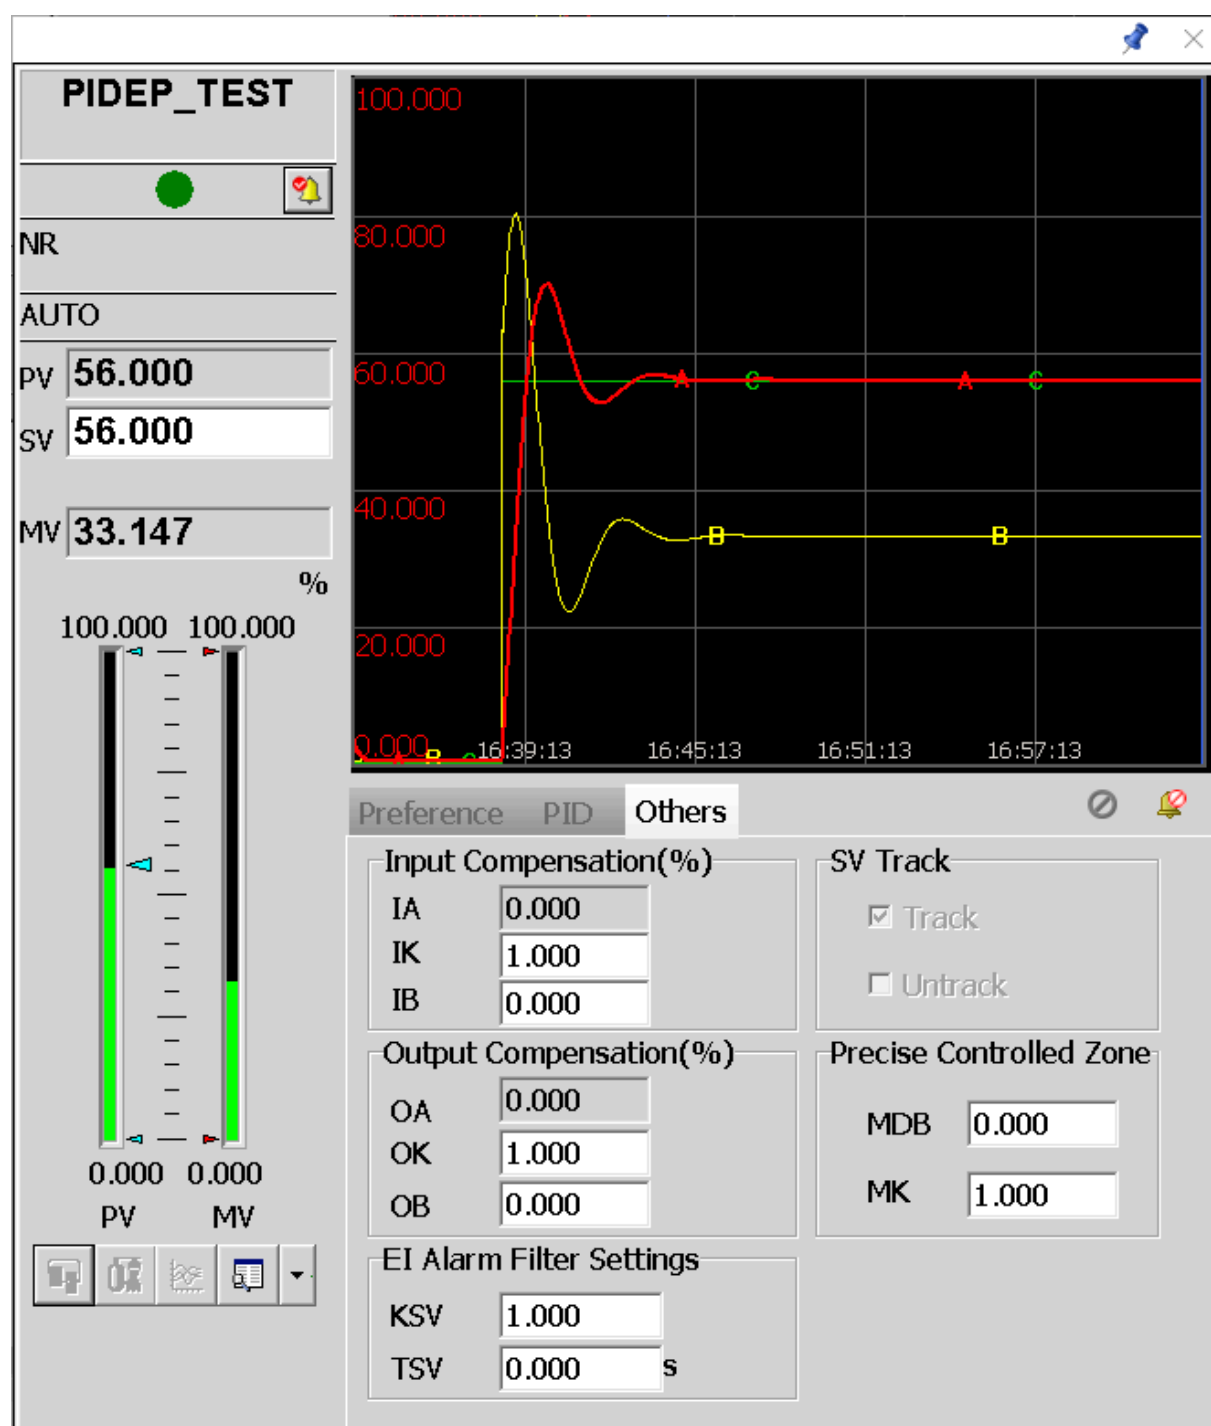 PIDEP_TEST
NR
AUTO
PV 56.000
SV 56.000
MV 33.147
%
100.000 100.000
0.000 0.000
PV MV
100.000
80.000
60.000
A C A C
40.000
B B
20.000
0.000
A B C
16:39:13 16:45:13 16:51:13 16:57:13
Preference PID Others
Input Compensation(%)
IA 0.000
IK 1.000
IB 0.000
SV Track
Track
Untrack
Output Compensation(%)
OA 0.000
OK 1.000
OB 0.000
Precise Controlled Zone
MDB 0.000
MK 1.000
EI Alarm Filter Settings
KSV 1.000
TSV 0.000 s